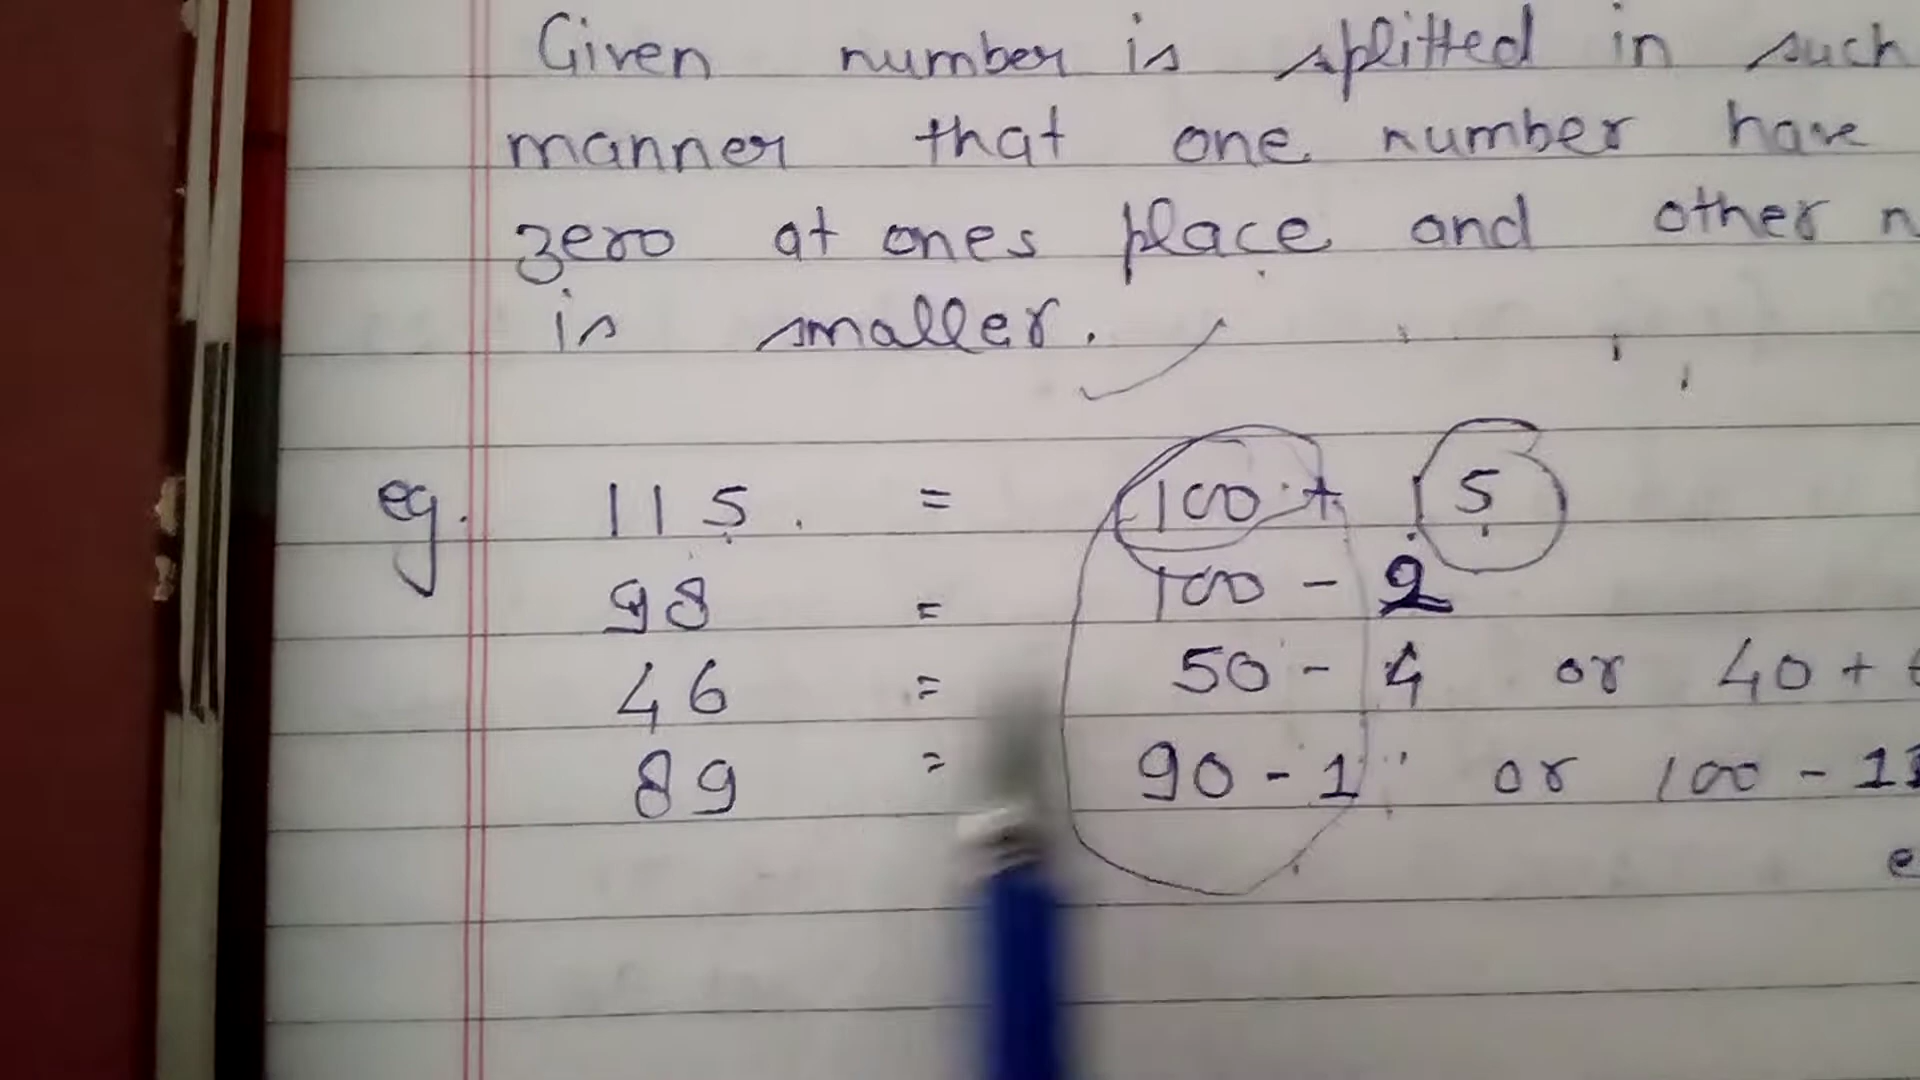 Given number is splitted in such
manner that one number have
zero at ones place and other
is smaller.
eg. 115 = 100 + 5
98 = 100 - 2
46 = 50 - 4 or 40 +
89 = 90 - 1 or 100 - 11